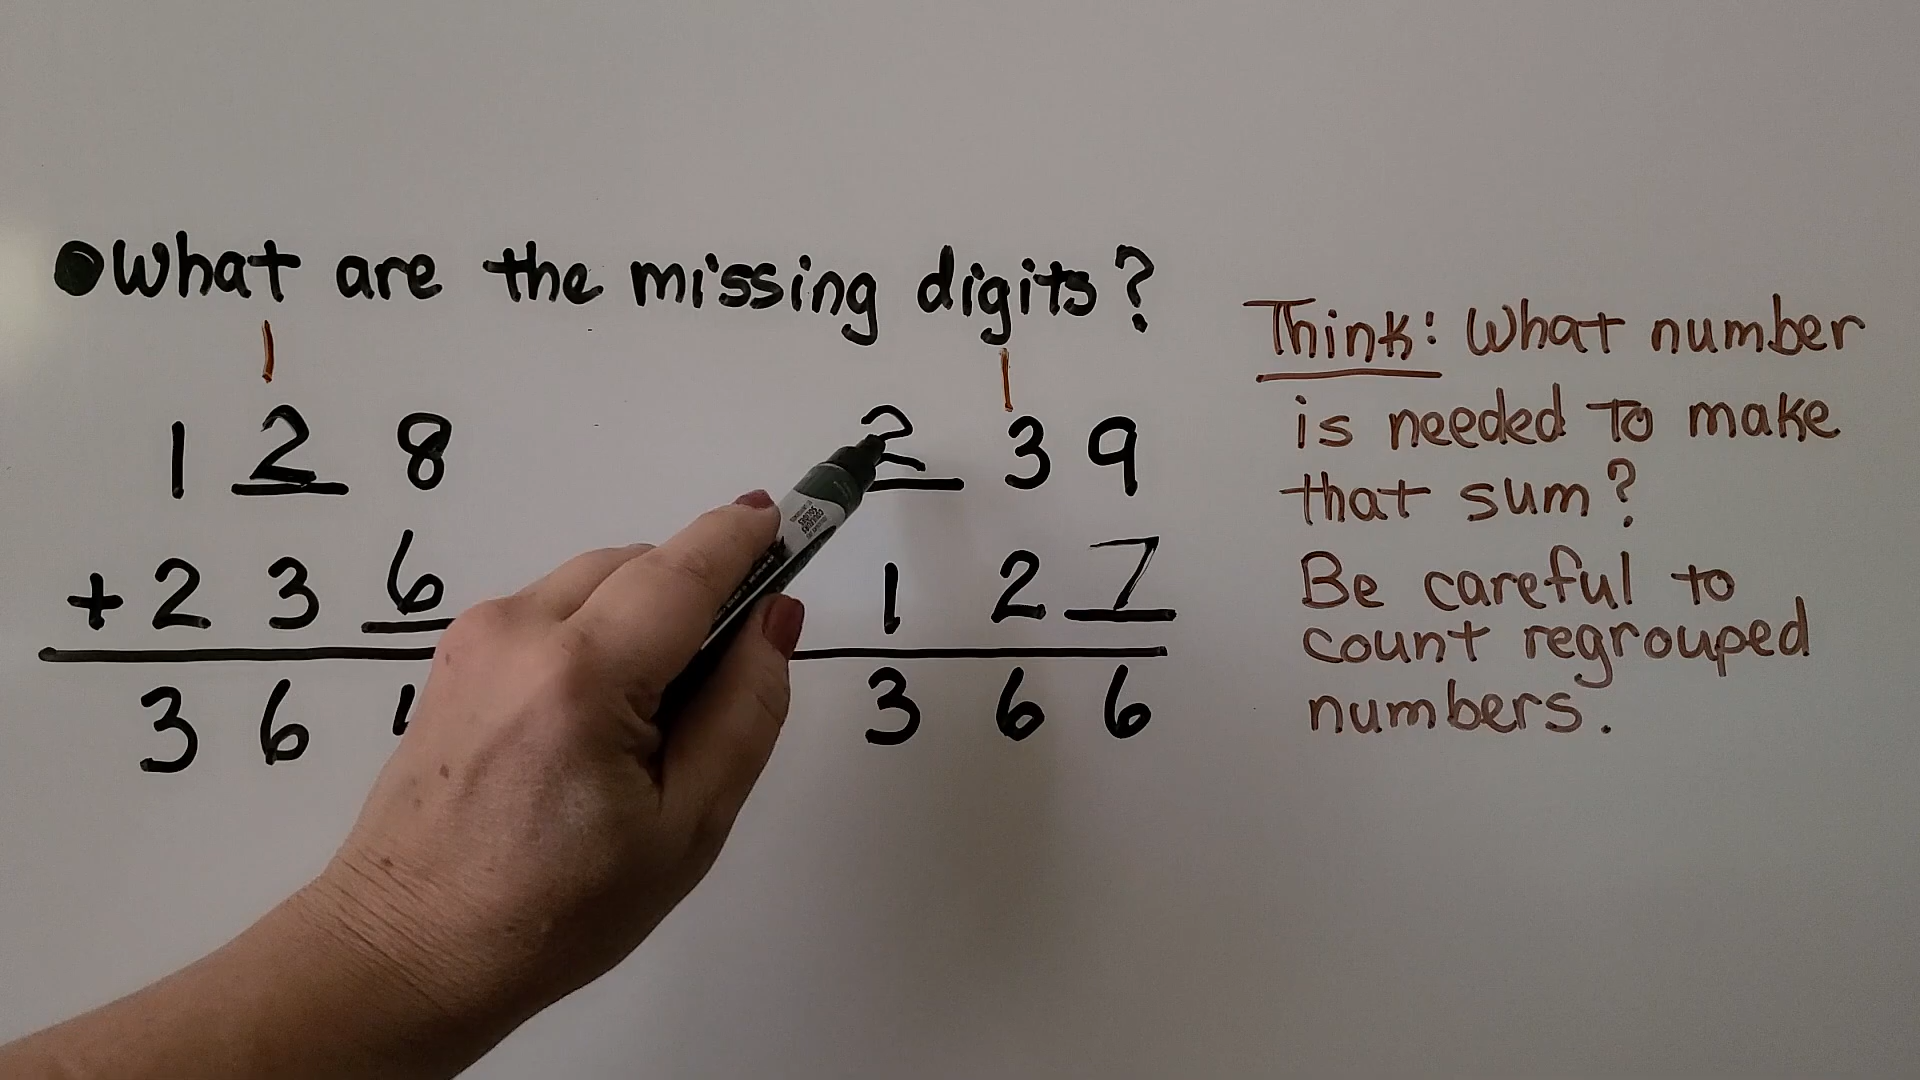 What are the missing digits?
1
1 2 8
+ 2 3 6
3 6
1
2 3 9
1 2 7
3 6 6
Think: What number
is needed to make
that sum?
Be careful to
count regrouped
numbers.